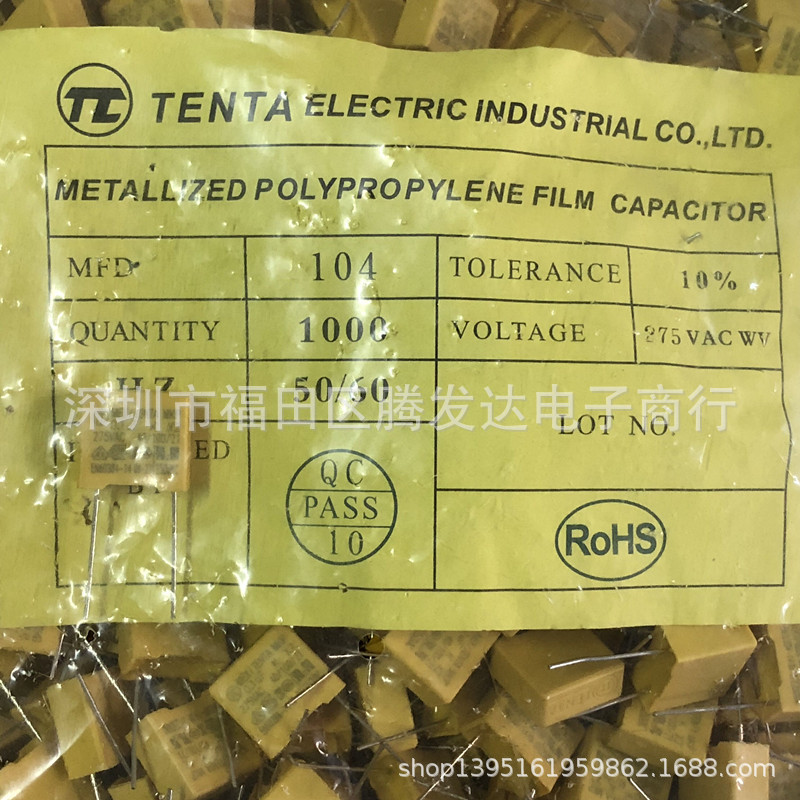 TENTA ELECTRIC INDUSTRIAL CO.,LTD.
METALLIZED POLYPROPYLENE FILM CAPACITOR
MFD 104 TOLERANCE 10%
QUANTITY 1000 VOLTAGE 275 VAC WV
HZ 50/60
深圳市福田区腾发达电子商行
LOT NO.
275VAC
ED
BY
QC
PASS
10
RoHS
shop1395161959862.1688.com